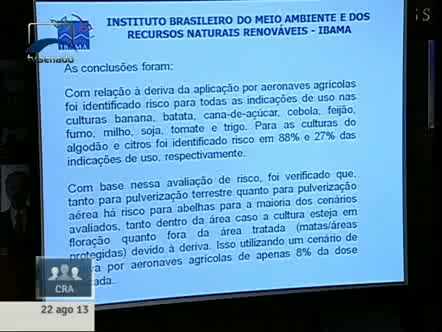 INSTITUTO BRASILEIRO DO MEIO AMBIENTE E DOS
RECURSOS NATURAIS RENOVÁVEIS - IBAMA
IBAMA
tvSenado
S
As conclusões foram:
Com relação à deriva da aplicação por aeronaves agrícolas
foi identificado risco para todas as indicações de uso nas
culturas banana, batata, cana-de-açúcar, cebola, feijão,
fumo, milho, soja, tomate e trigo. Para as culturas do
algodão e citros foi identificado risco em 88% e 27% das
indicações de uso, respectivamente.
Com base nessa avaliação de risco, foi verificado que,
tanto para pulverização terrestre quanto para pulverização
aérea há risco para abelhas para a maioria dos cenários
avaliados, tanto dentro da área caso a cultura esteja em
floração quanto fora da área tratada (matas/áreas
protegidas) devido à deriva. Isso utilizando um cenário de
por aeronaves agrícolas de apenas 8% da dose
CRA
22 ago 13